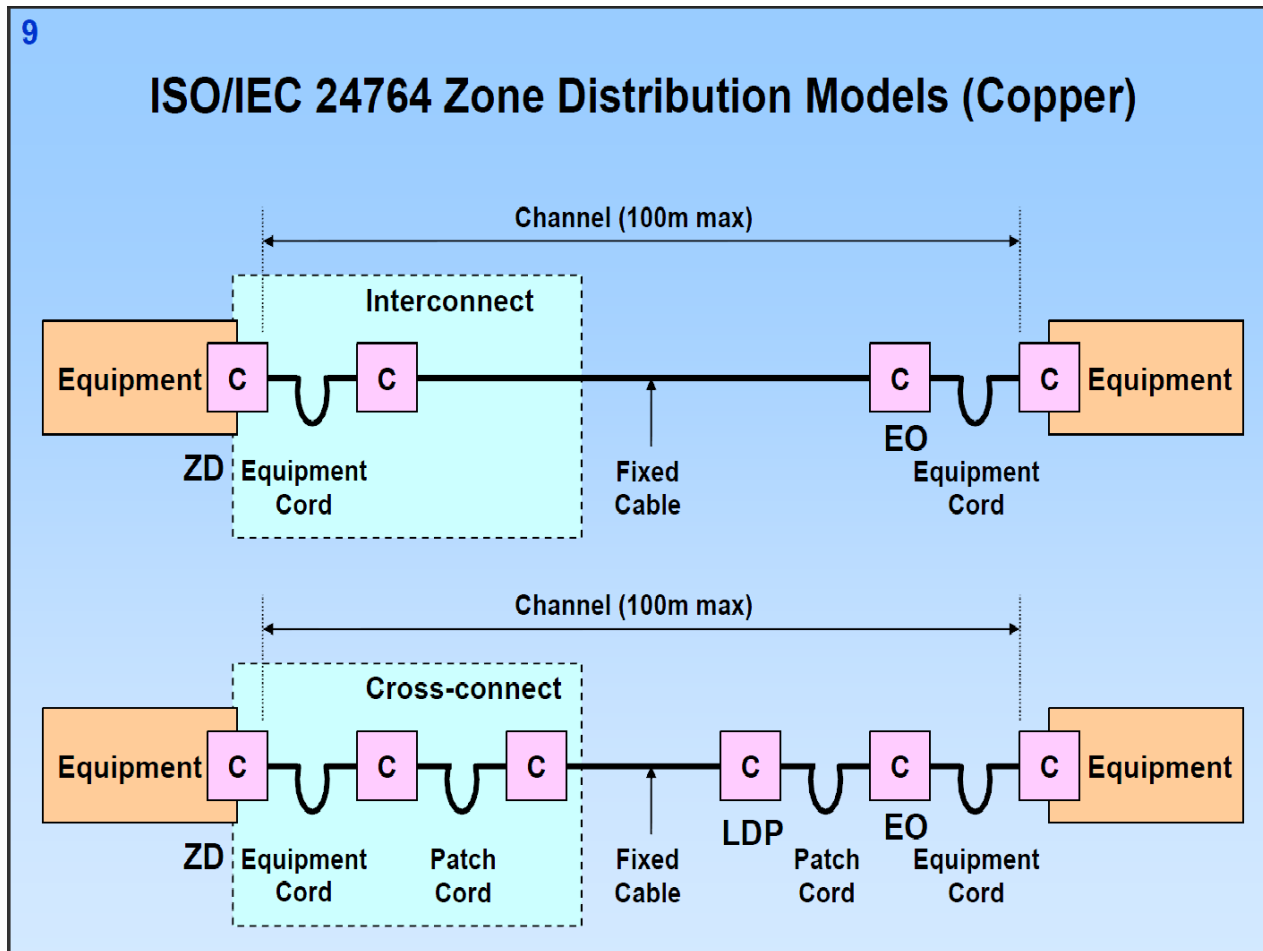 9
ISO/IEC 24764 Zone Distribution Models (Copper)
Channel (100m max)
Interconnect
Equipment
C
C
C
C
Equipment
ZD
Equipment
Cord
Fixed
Cable
EO
Equipment
Cord
Channel (100m max)
Cross-connect
Equipment
C
C
C
C
C
C
Equipment
ZD
Equipment
Cord
Patch
Cord
Fixed
Cable
LDP
Patch
Cord
EO
Equipment
Cord